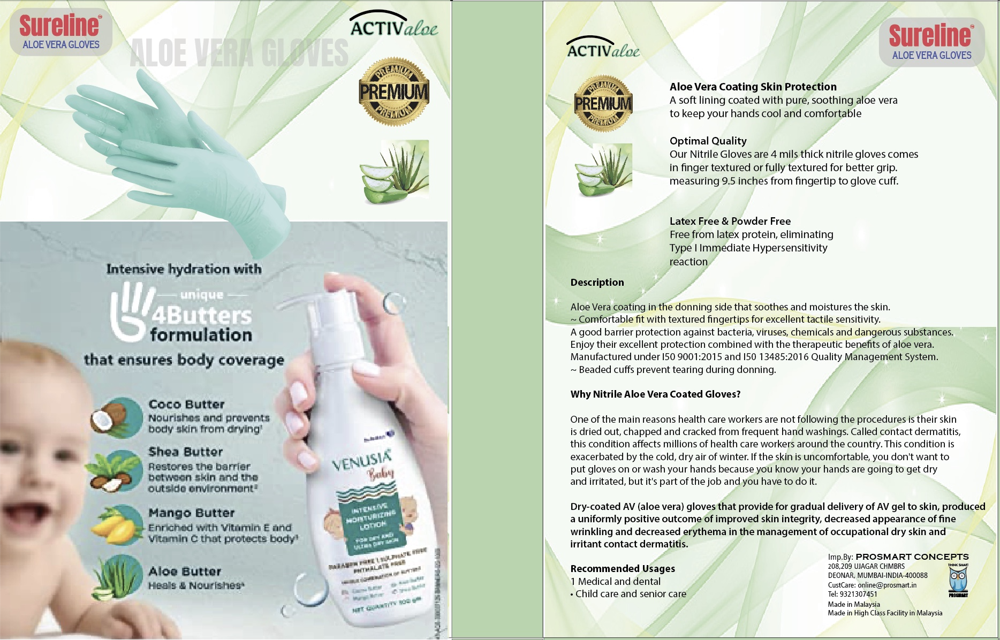 Sureline™
ALOE VERA GLOVES
ALOE VERA GLOVES
ACTIValoe
PREMIUM
PREMIUM
PREMIUM
Intensive hydration with
unique
4Butters
formulation
that ensures body coverage
Coco Butter
Nourishes and prevents
body skin from drying¹
Shea Butter
Restores the barrier
between skin and the
outside environment²
Mango Butter
Enriched with Vitamin E and
Vitamin C that protects body³
Aloe Butter
Heals & Nourishes⁴
VENUSIA®
Baby
INTENSIVE
MOISTURIZING
LOTION
FOR DRY AND
ULTRA DRY SKIN
PARABEN FREE | SULPHATE FREE
PHTHALATE FREE
UNIQUE COMBINATION OF BUTTERS
Cocoa Butter
Mango Butter
Shea Butter
NET QUANTITY 100 gm
ACTIValoe
Sureline™
ALOE VERA GLOVES
PREMIUM
PREMIUM
PREMIUM
Aloe Vera Coating Skin Protection
A soft lining coated with pure, soothing aloe vera
to keep your hands cool and comfortable
Optimal Quality
Our Nitrile Gloves are 4 mils thick nitrile gloves comes
in finger textured or fully textured for better grip.
measuring 9.5 inches from fingertip to glove cuff.
Latex Free & Powder Free
Free from latex protein, eliminating
Type I Immediate Hypersensitivity
reaction
Description
Aloe Vera coating in the donning side that soothes and moistures the skin.
~ Comfortable fit with textured fingertips for excellent tactile sensitivity.
A good barrier protection against bacteria, viruses, chemicals and dangerous substances.
Enjoy their excellent protection combined with the therapeutic benefits of aloe vera.
Manufactured under I50 9001:2015 and I50 13485:2016 Quality Management System.
~ Beaded cuffs prevent tearing during donning.
Why Nitrile Aloe Vera Coated Gloves?
One of the main reasons health care workers are not following the procedures is their skin
is dried out, chapped and cracked from frequent hand washings. Called contact dermatitis,
this condition affects millions of health care workers around the country. This condition is
exacerbated by the cold, dry air of winter. If the skin is uncomfortable, you don't want to
put gloves on or wash your hands because you know your hands are going to get dry
and irritated, but it's part of the job and you have to do it.
Dry-coated AV (aloe vera) gloves that provide for gradual delivery of AV gel to skin, produced
a uniformly positive outcome of improved skin integrity, decreased appearance of fine
wrinkling and decreased erythema in the management of occupational dry skin and
irritant contact dermatitis.
Recommended Usages
1 Medical and dental
• Child care and senior care
Imp.By: PROSMART CONCEPTS
208,209 UJAGAR CHMBRS
DEONAR, MUMBAI-INDIA-400088
CustCare: online@prosmart.in
Tel: 9321307451
Made in Malaysia
Made in High Class Facility in Malaysia
THINK SMART
PROSMART